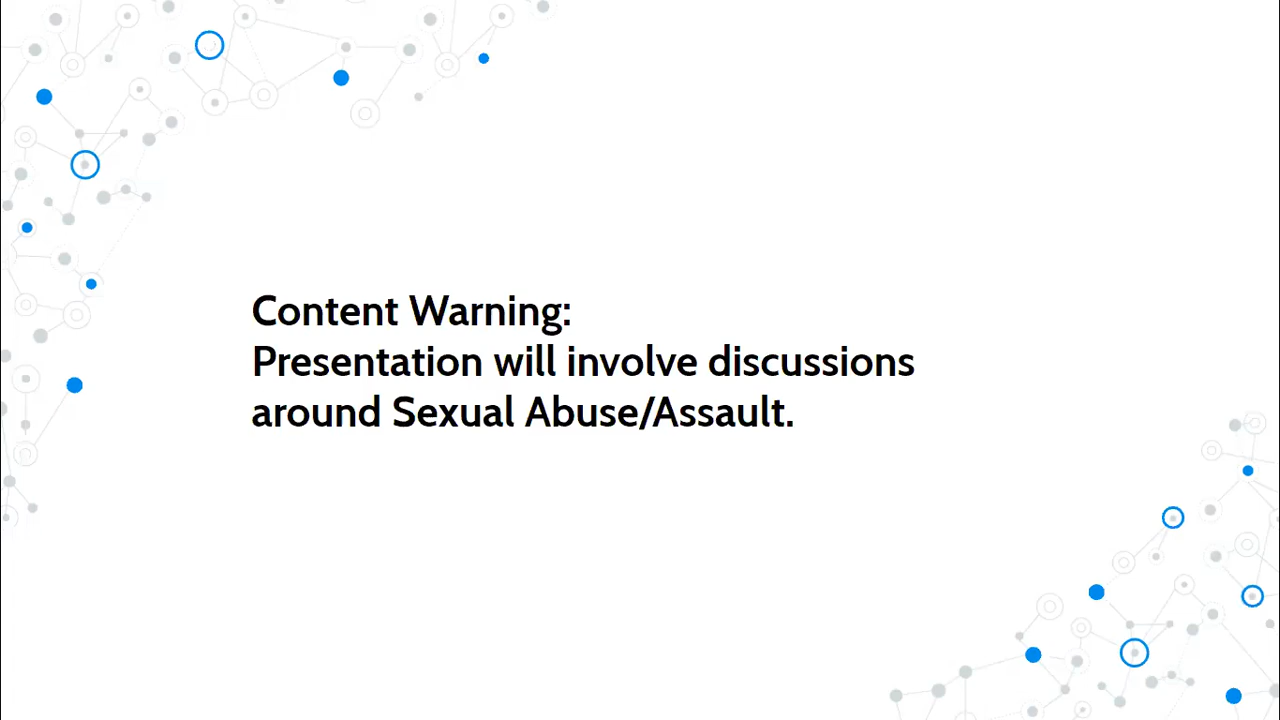 Content Warning:
Presentation will involve discussions
around Sexual Abuse/Assault.